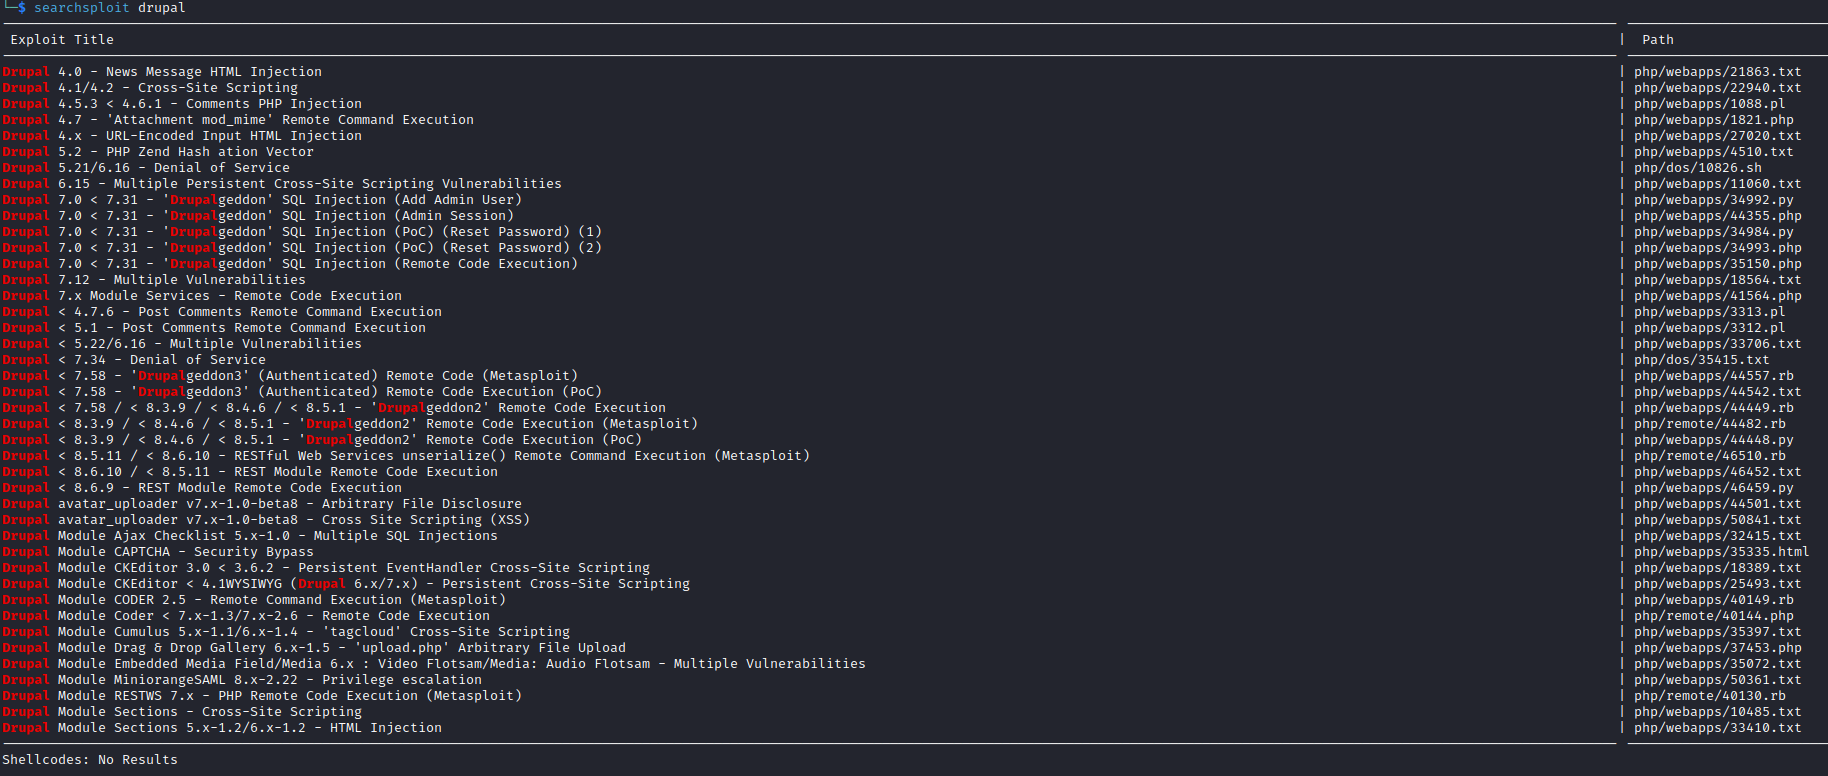 └─$ searchsploit drupal
Exploit Title | Path
Drupal 4.0 - News Message HTML Injection | php/webapps/21863.txt
Drupal 4.1/4.2 - Cross-Site Scripting | php/webapps/22940.txt
Drupal 4.5.3 < 4.6.1 - Comments PHP Injection | php/webapps/1088.pl
Drupal 4.7 - 'Attachment mod_mime' Remote Command Execution | php/webapps/1821.php
Drupal 4.x - URL-Encoded Input HTML Injection | php/webapps/27020.txt
Drupal 5.2 - PHP Zend Hash ation Vector | php/webapps/4510.txt
Drupal 5.21/6.16 - Denial of Service | php/dos/10826.sh
Drupal 6.15 - Multiple Persistent Cross-Site Scripting Vulnerabilities | php/webapps/11060.txt
Drupal 7.0 < 7.31 - 'Drupalgeddon' SQL Injection (Add Admin User) | php/webapps/34992.py
Drupal 7.0 < 7.31 - 'Drupalgeddon' SQL Injection (Admin Session) | php/webapps/44355.php
Drupal 7.0 < 7.31 - 'Drupalgeddon' SQL Injection (PoC) (Reset Password) (1) | php/webapps/34984.py
Drupal 7.0 < 7.31 - 'Drupalgeddon' SQL Injection (PoC) (Reset Password) (2) | php/webapps/34993.php
Drupal 7.0 < 7.31 - 'Drupalgeddon' SQL Injection (Remote Code Execution) | php/webapps/35150.php
Drupal 7.12 - Multiple Vulnerabilities | php/webapps/18564.txt
Drupal 7.x Module Services - Remote Code Execution | php/webapps/41564.php
Drupal < 4.7.6 - Post Comments Remote Command Execution | php/webapps/3313.pl
Drupal < 5.1 - Post Comments Remote Command Execution | php/webapps/3312.pl
Drupal < 5.22/6.16 - Multiple Vulnerabilities | php/webapps/33706.txt
Drupal < 7.34 - Denial of Service | php/dos/35415.txt
Drupal < 7.58 - 'Drupalgeddon3' (Authenticated) Remote Code (Metasploit) | php/webapps/44557.rb
Drupal < 7.58 - 'Drupalgeddon3' (Authenticated) Remote Code Execution (PoC) | php/webapps/44542.txt
Drupal < 7.58 / < 8.3.9 / < 8.4.6 / < 8.5.1 - 'Drupalgeddon2' Remote Code Execution | php/webapps/44449.rb
Drupal < 8.3.9 / < 8.4.6 / < 8.5.1 - 'Drupalgeddon2' Remote Code Execution (Metasploit) | php/remote/44482.rb
Drupal < 8.3.9 / < 8.4.6 / < 8.5.1 - 'Drupalgeddon2' Remote Code Execution (PoC) | php/webapps/44448.py
Drupal < 8.5.11 / < 8.6.10 - RESTful Web Services unserialize() Remote Command Execution (Metasploit) | php/remote/46510.rb
Drupal < 8.6.10 / < 8.5.11 - REST Module Remote Code Execution | php/webapps/46452.txt
Drupal < 8.6.9 - REST Module Remote Code Execution | php/webapps/46459.py
Drupal avatar_uploader v7.x-1.0-beta8 - Arbitrary File Disclosure | php/webapps/44501.txt
Drupal avatar_uploader v7.x-1.0-beta8 - Cross Site Scripting (XSS) | php/webapps/50841.txt
Drupal Module Ajax Checklist 5.x-1.0 - Multiple SQL Injections | php/webapps/32415.txt
Drupal Module CAPTCHA - Security Bypass | php/webapps/35335.html
Drupal Module CKEditor 3.0 < 3.6.2 - Persistent EventHandler Cross-Site Scripting | php/webapps/18389.txt
Drupal Module CKEditor < 4.1WYSIWYG (Drupal 6.x/7.x) - Persistent Cross-Site Scripting | php/webapps/25493.txt
Drupal Module CODER 2.5 - Remote Command Execution (Metasploit) | php/webapps/40149.rb
Drupal Module Coder < 7.x-1.3/7.x-2.6 - Remote Code Execution | php/remote/40144.php
Drupal Module Cumulus 5.x-1.1/6.x-1.4 - 'tagcloud' Cross-Site Scripting | php/webapps/35397.txt
Drupal Module Drag & Drop Gallery 6.x-1.5 - 'upload.php' Arbitrary File Upload | php/webapps/37453.php
Drupal Module Embedded Media Field/Media 6.x : Video Flotsam/Media: Audio Flotsam - Multiple Vulnerabilities | php/webapps/35072.txt
Drupal Module MiniorangeSAML 8.x-2.22 - Privilege escalation | php/webapps/50361.txt
Drupal Module RESTWS 7.x - PHP Remote Code Execution (Metasploit) | php/remote/40130.rb
Drupal Module Sections - Cross-Site Scripting | php/webapps/10485.txt
Drupal Module Sections 5.x-1.2/6.x-1.2 - HTML Injection | php/webapps/33410.txt
Shellcodes: No Results